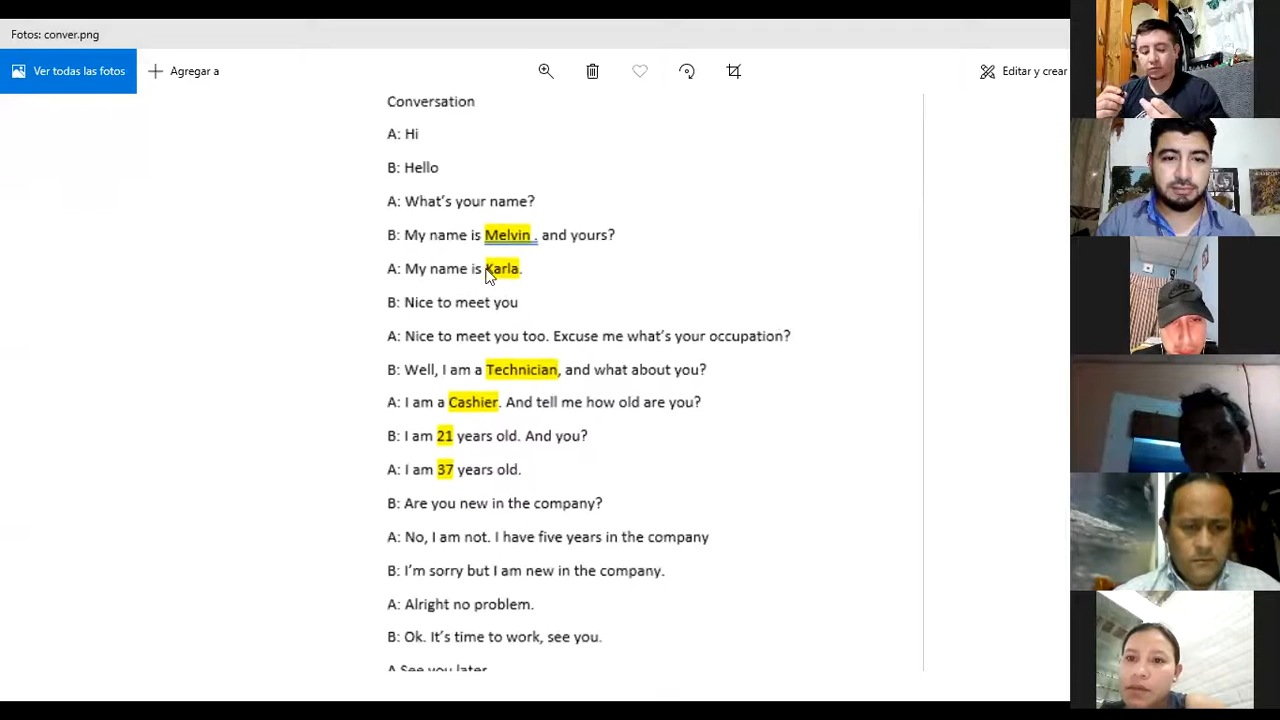 Fotos: conver.png
Ver todas las fotos
Agregar a
Editar y crear
Conversation
A: Hi
B: Hello
A: What's your name?
B: My name is Melvin . and yours?
A: My name is Karla.
B: Nice to meet you
A: Nice to meet you too. Excuse me what's your occupation?
B: Well, I am a Technician, and what about you?
A: I am a Cashier. And tell me how old are you?
B: I am 21 years old. And you?
A: I am 37 years old.
B: Are you new in the company?
A: No, I am not. I have five years in the company
B: I'm sorry but I am new in the company.
A: Alright no problem.
B: Ok. It's time to work, see you.
A See you later